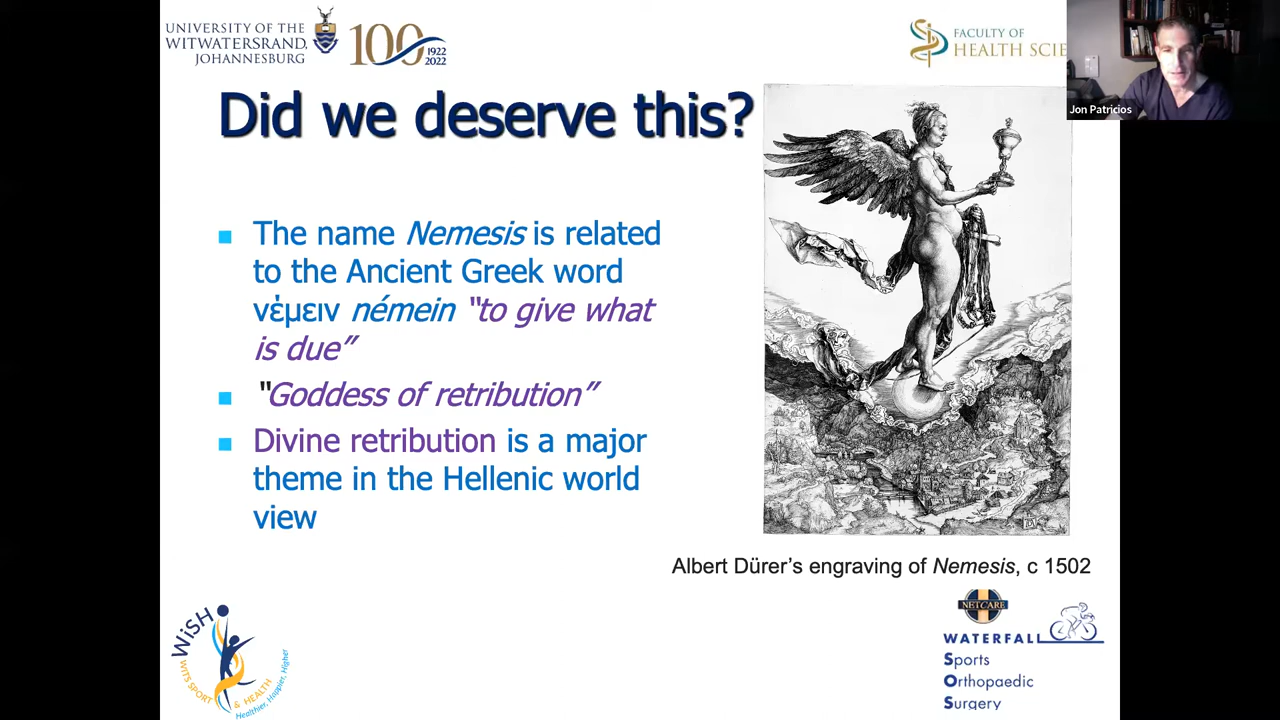 UNIVERSITY OF THE
WITWATERSRAND,
JOHANNESBURG
100
1922
2022
FACULTY OF
HEALTH SCIE
Jon Patricios
Did we deserve this?
The name Nemesis is related
to the Ancient Greek word
νέμειν némein “to give what
is due”
“Goddess of retribution”
Divine retribution is a major
theme in the Hellenic world
view
Albert Dürer’s engraving of Nemesis, c 1502
WiSH
WITS SPORT & HEALTH
Healthier, Happier, Higher
NETCARE
WATERFALL
Sports
Orthopaedic
Surgery